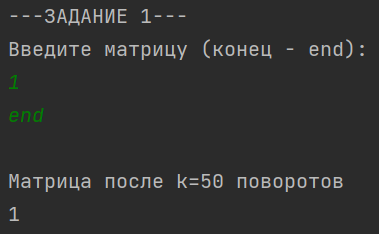 ---ЗАДАНИЕ 1---
Введите матрицу (конец - end):
1
end
Матрица после k=50 поворотов
1